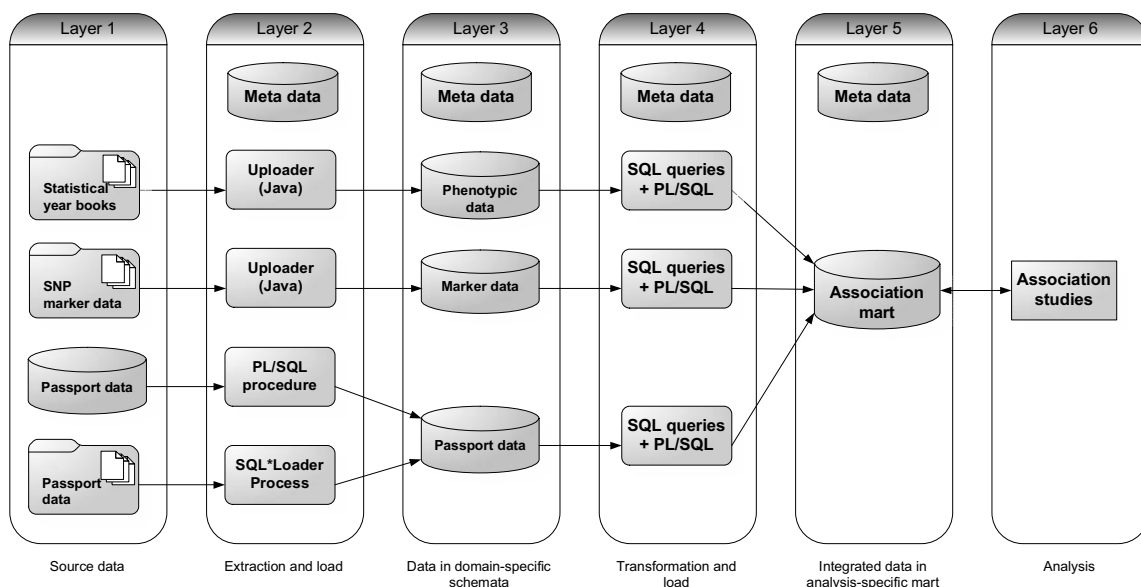 Layer 1
Layer 2
Layer 3
Layer 4
Layer 5
Layer 6
Meta data
Meta data
Meta data
Meta data
Statistical
year books
Uploader
(Java)
Phenotypic
data
SQL queries
+ PL/SQL
SNP
marker data
Uploader
(Java)
Marker data
SQL queries
+ PL/SQL
Association
mart
Association
studies
Passport data
PL/SQL
procedure
Passport data
SQL queries
+ PL/SQL
Passport
data
SQL*Loader
Process
Source data
Extraction and load
Data in domain-specific
schemata
Transformation and
load
Integrated data in
analysis-specific mart
Analysis